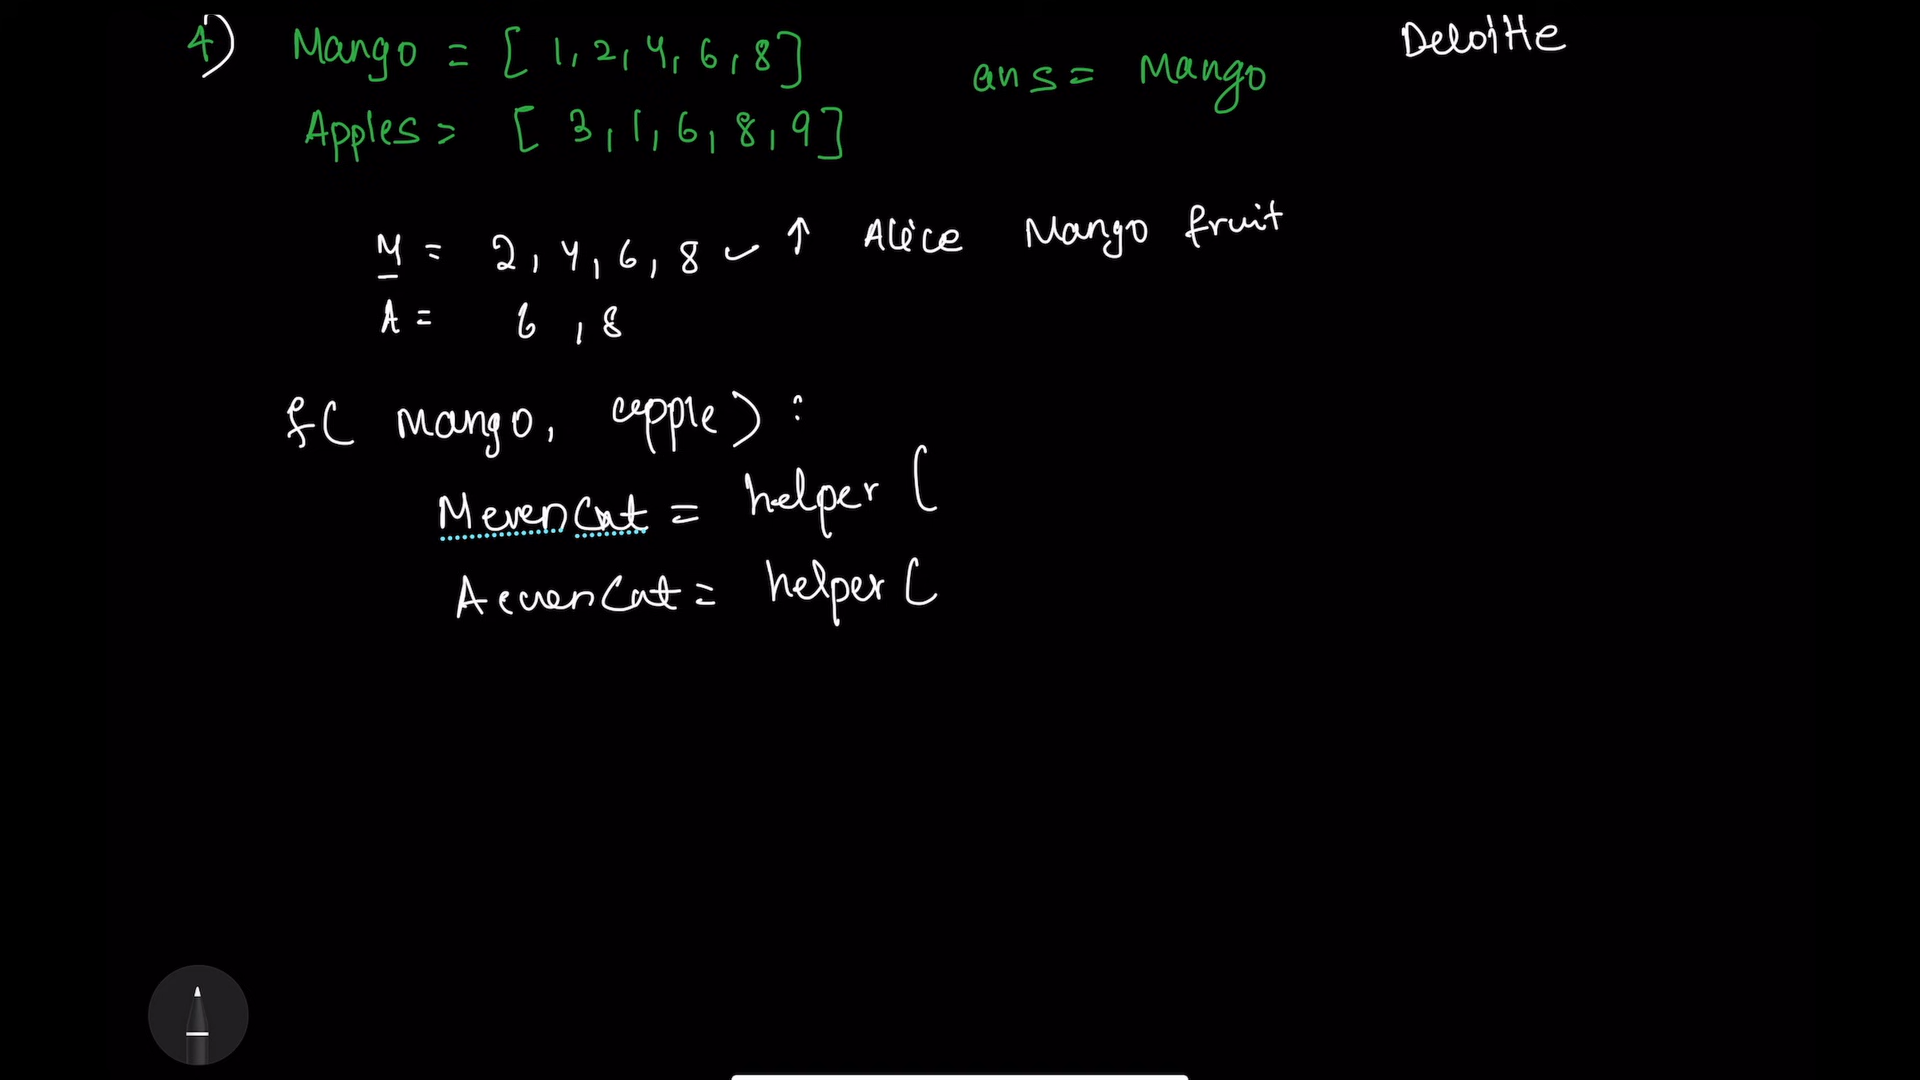 4) Mango = [ 1, 2, 4, 6, 8 ]
Deloitte
ans = Mango
Apples = [ 3, 1, 6, 8, 9 ]
M = 2, 4, 6, 8 ✓ ↑ Alice Mango fruit
A = 6, 8
f( mango, apple ) :
MevenCnt = helper (
AevenCnt = helper (